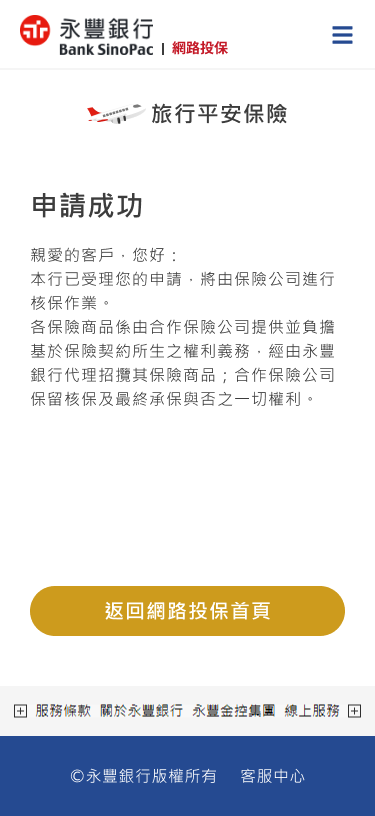 永豐銀行
Bank SinoPac | 網路投保
旅行平安保險
申請成功
親愛的客戶，您好：
本行已受理您的申請，將由保險公司進行
核保作業。
各保險商品係由合作保險公司提供並負擔
基於保險契約所生之權利義務，經由永豐
銀行代理招攬其保險商品；合作保險公司
保留核保及最終承保與否之一切權利。
返回網路投保首頁
服務條款 關於永豐銀行 永豐金控集團 線上服務
©永豐銀行版權所有 客服中心